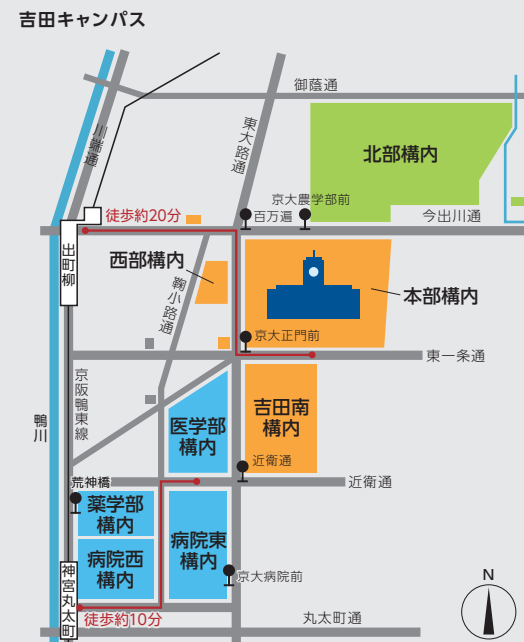 吉田キャンパス
御蔭通
川端通
東大路通
北部構内
京大農学部前
徒歩約20分
百万遍
今出川通
出町柳
西部構内
鞠小路通
本部構内
京大正門前
東一条通
京阪鴨東線
鴨川
吉田南
構内
医学部
構内
近衛通
荒神橋
近衛通
薬学部
構内
病院東
構内
病院西
構内
神宮丸太町
京大病院前
徒歩約10分
丸太町通
N